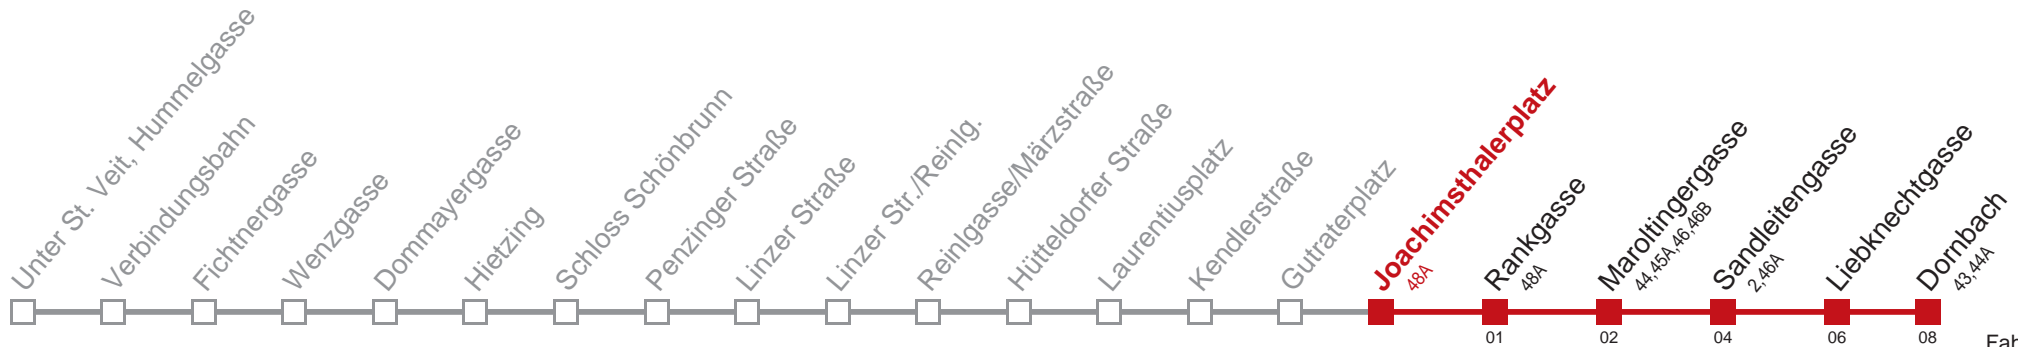 Unter St. Veit, Hummelgasse
Verbindungsbahn
Fichtnergasse
Wenzgasse
Dommayergasse
Hietzing
Schloss Schönbrunn
Penzinger Straße
Linzer Straße
Linzer Str./Reinlg.
Reinlgasse/Märzstraße
Hütteldorfer Straße
Laurentiusplatz
Kendlerstraße
Gutraterplatz
Joachimsthalerplatz
48A
Rankgasse
48A
Maroltingergasse
44,45A,46,46B
Sandleitengasse
2,46A
Liebknechtgasse
Dornbach
43,44A
01
02
04
06
08
Fah